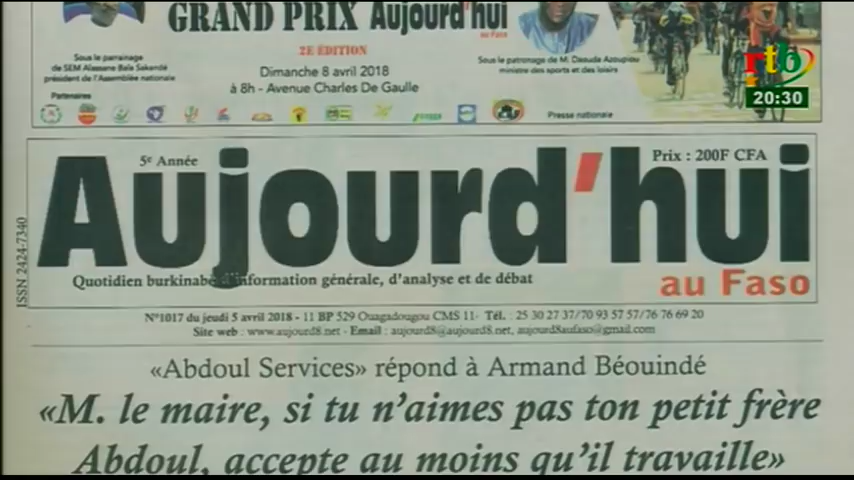 GRAND PRIX Aujourd'hui
au Faso
2E ÉDITION
Sous le parrainage
de SEM Alassane Bala Sakandé
président de l'Assemblée nationale
Dimanche 8 avril 2018
à 8h - Avenue Charles De Gaulle
Sous le patronage de M. Daouda Azoupiou
ministre des sports et des loisirs
Partenaires
Presse nationale
rtb
20:30
5e Année
Prix : 200F CFA
Aujourd'hui
au Faso
Quotidien burkinabè d'information générale, d'analyse et de débat
ISSN 2424-7340
N°1017 du jeudi 5 avril 2018 - 11 BP 529 Ouagadougou CMS 11- Tél. : 25 30 27 37/70 93 57 57/76 76 69 20
Site web : www.aujourd8.net - Email : aujourd8@aujourd8.net, aujourd8aufaso@gmail.com
«Abdoul Services» répond à Armand Béouindé
«M. le maire, si tu n'aimes pas ton petit frère
Abdoul, accepte au moins qu'il travaille»